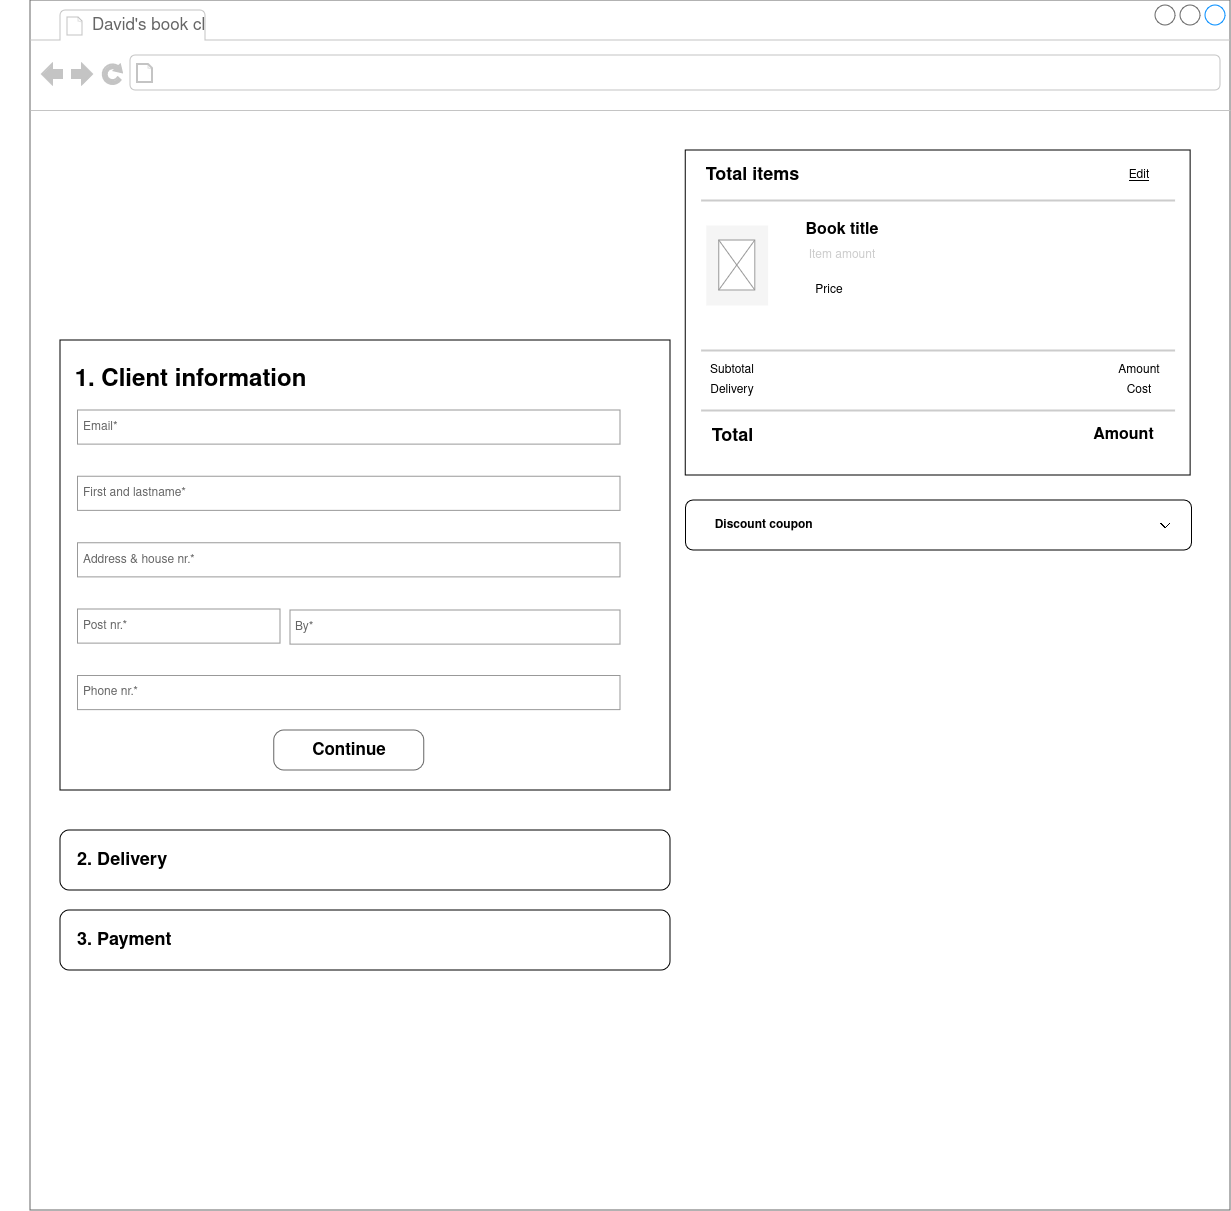 David's book cl
Total items
Edit
Book title
Item amount
Price
Subtotal
Amount
Delivery
Cost
Total
Amount
Discount coupon
1. Client information
Email*
First and lastname*
Address & house nr.*
Post nr.*
By*
Phone nr.*
Continue
2. Delivery
3. Payment